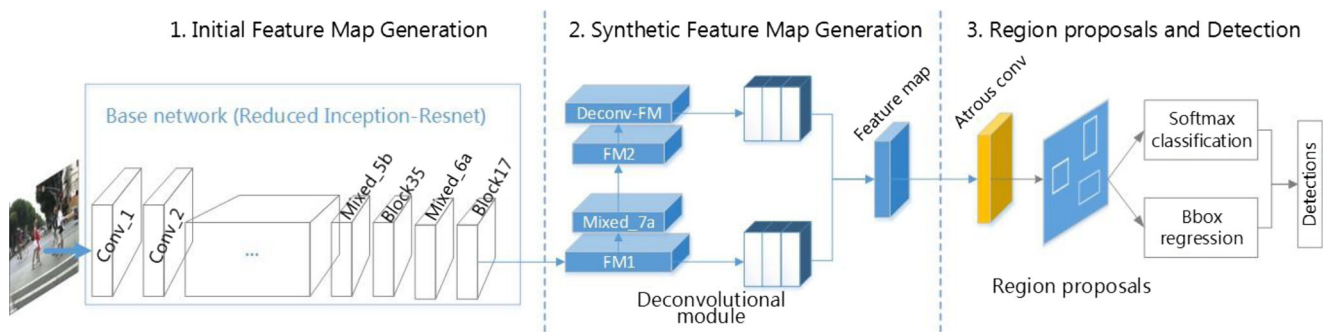 1. Initial Feature Map Generation
Base network (Reduced Inception-Resnet)
Conv_1
Conv_2
...
Mixed_5b
Block35
Mixed_6a
Block17
2. Synthetic Feature Map Generation
Deconv-FM
FM2
Mixed_7a
FM1
Deconvolutional
module
Feature map
3. Region proposals and Detection
Atrous conv
Region proposals
Softmax
classification
Bbox
regression
Detections